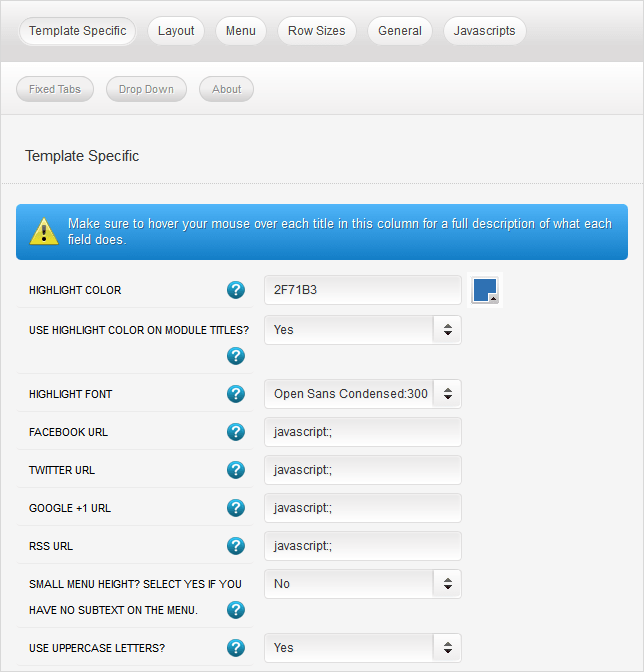 Template Specific Layout Menu Row Sizes General Javascripts
Fixed Tabs Drop Down About
Template Specific
Make sure to hover your mouse over each title in this column for a full description of what each
field does.
HIGHLIGHT COLOR ? 2F71B3
USE HIGHLIGHT COLOR ON MODULE TITLES? Yes
?
HIGHLIGHT FONT ? Open Sans Condensed:300
FACEBOOK URL ? javascript:;
TWITTER URL ? javascript:;
GOOGLE +1 URL ? javascript:;
RSS URL ? javascript:;
SMALL MENU HEIGHT? SELECT YES IF YOU No
HAVE NO SUBTEXT ON THE MENU. ?
USE UPPERCASE LETTERS? ? Yes